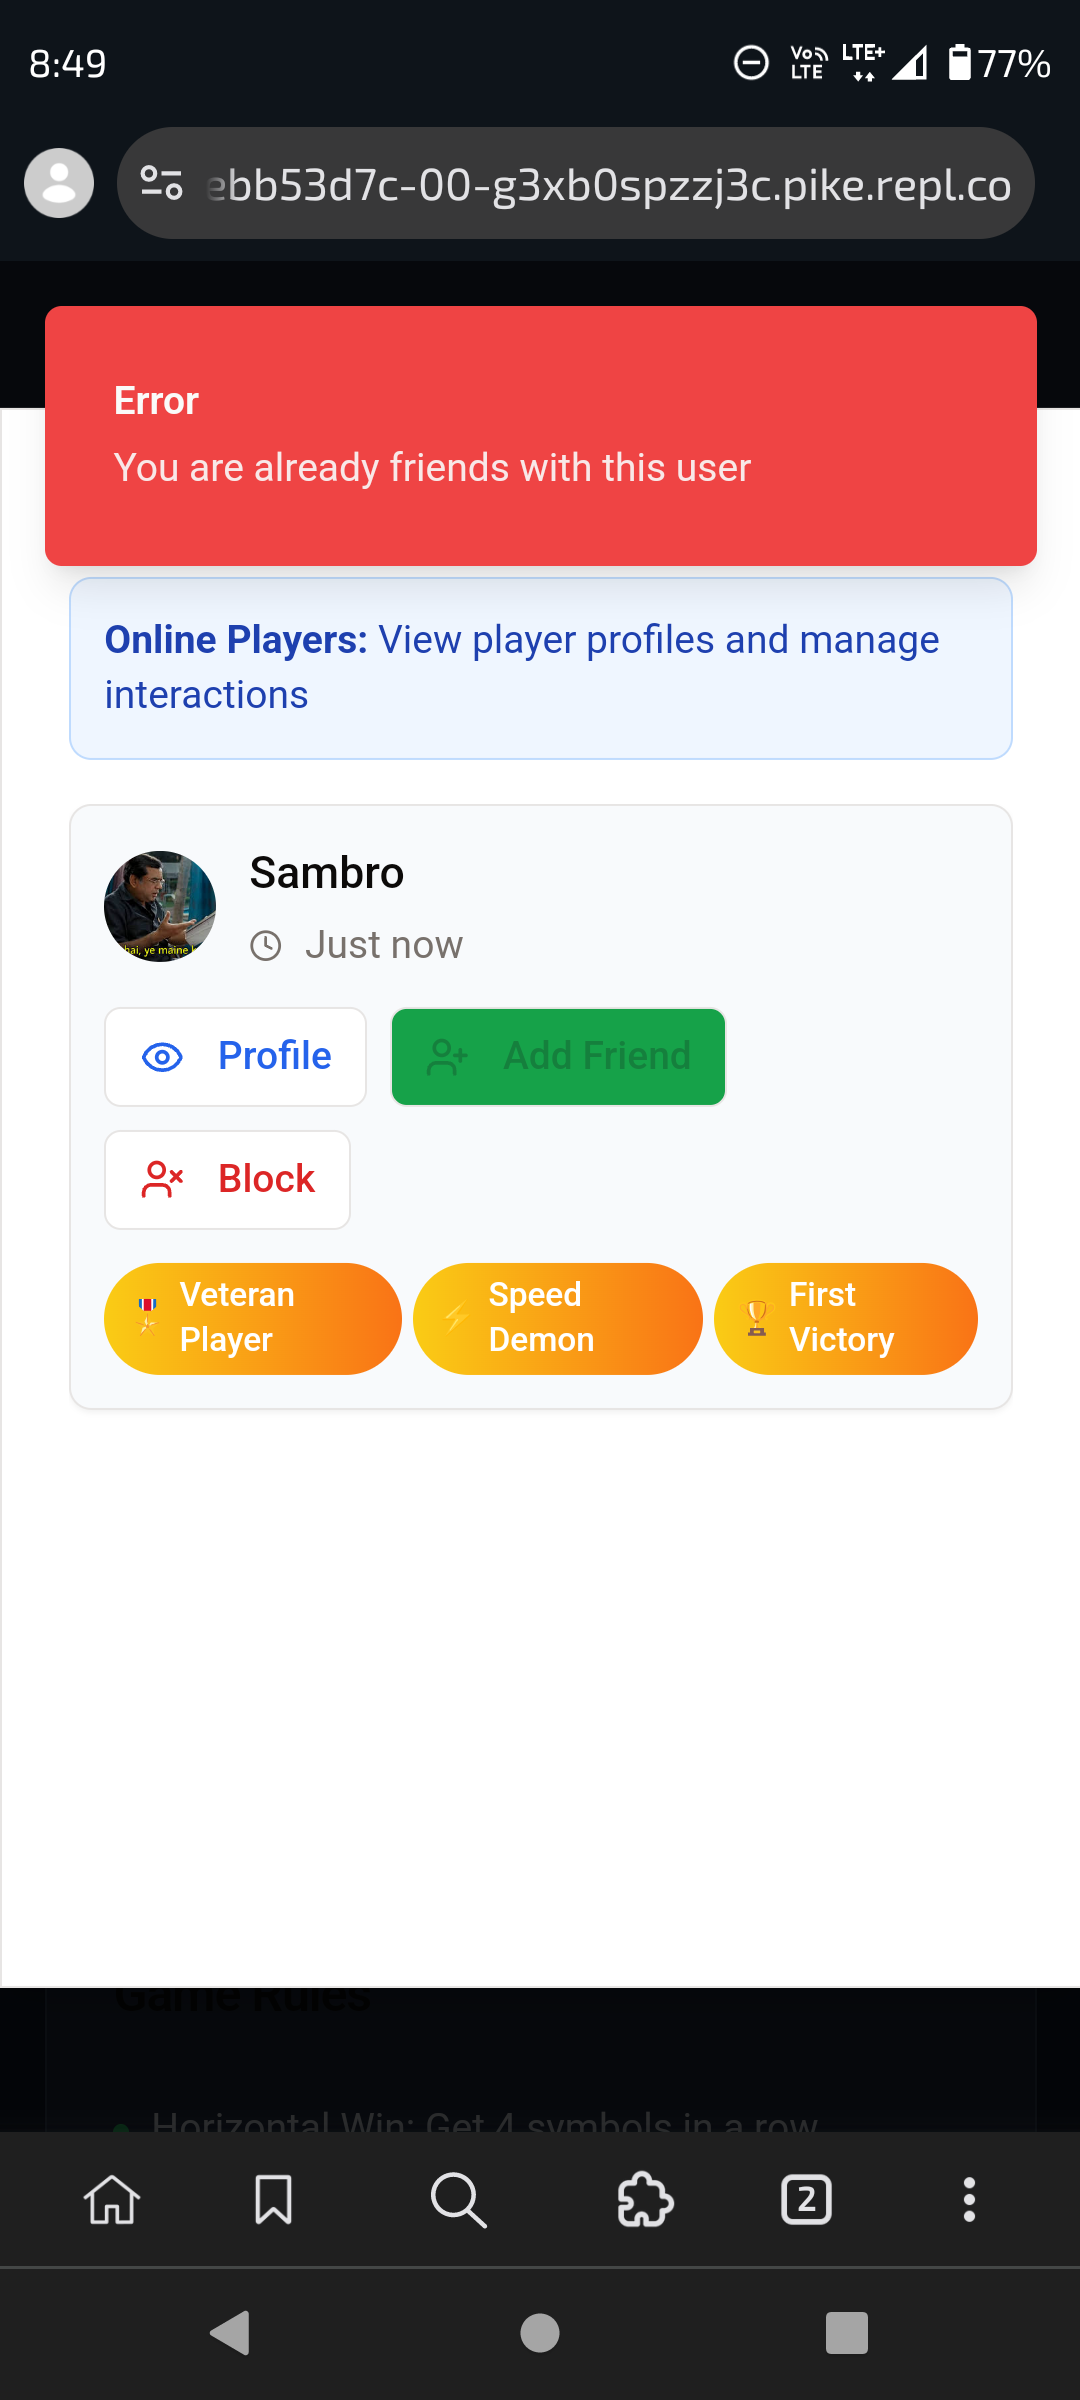 8:49
Vo LTE
LTE+
77%
ebb53d7c-00-g3xb0spzzj3c.pike.repl.co
Error
You are already friends with this user
Online Players: View player profiles and manage
interactions
Sambro
hai, ye maine
Just now
Profile
Add Friend
Block
Veteran
Player
Speed
Demon
First
Victory
Game Rules
Horizontal Win: Get 4 symbols in a row
2